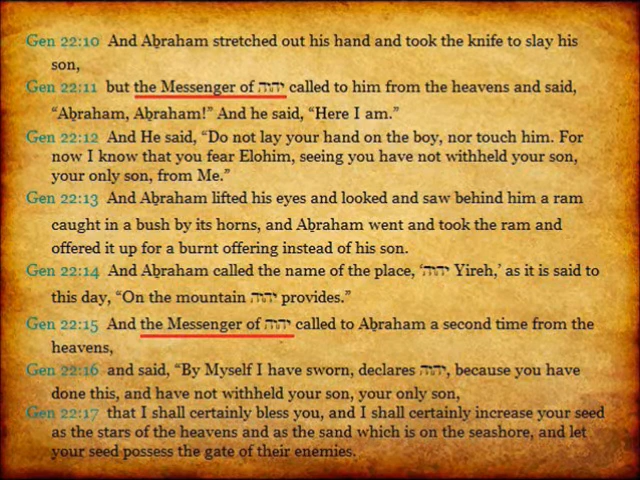 Gen 22:10 And Aḇraham stretched out his hand and took the knife to slay his
son,
Gen 22:11 but the Messenger of יהוה called to him from the heavens and said,
“Aḇraham, Aḇraham!” And he said, “Here I am.”
Gen 22:12 And He said, “Do not lay your hand on the boy, nor touch him. For
now I know that you fear Elohim, seeing you have not withheld your son,
your only son, from Me.”
Gen 22:13 And Aḇraham lifted his eyes and looked and saw behind him a ram
caught in a bush by its horns, and Aḇraham went and took the ram and
offered it up for a burnt offering instead of his son.
Gen 22:14 And Aḇraham called the name of the place, ‘יהוה Yireh,’ as it is said to
this day, “On the mountain יהוה provides.”
Gen 22:15 And the Messenger of יהוה called to Aḇraham a second time from the
heavens,
Gen 22:16 and said, “By Myself I have sworn, declares יהוה, because you have
done this, and have not withheld your son, your only son,
Gen 22:17 that I shall certainly bless you, and I shall certainly increase your seed
as the stars of the heavens and as the sand which is on the seashore, and let
your seed possess the gate of their enemies.